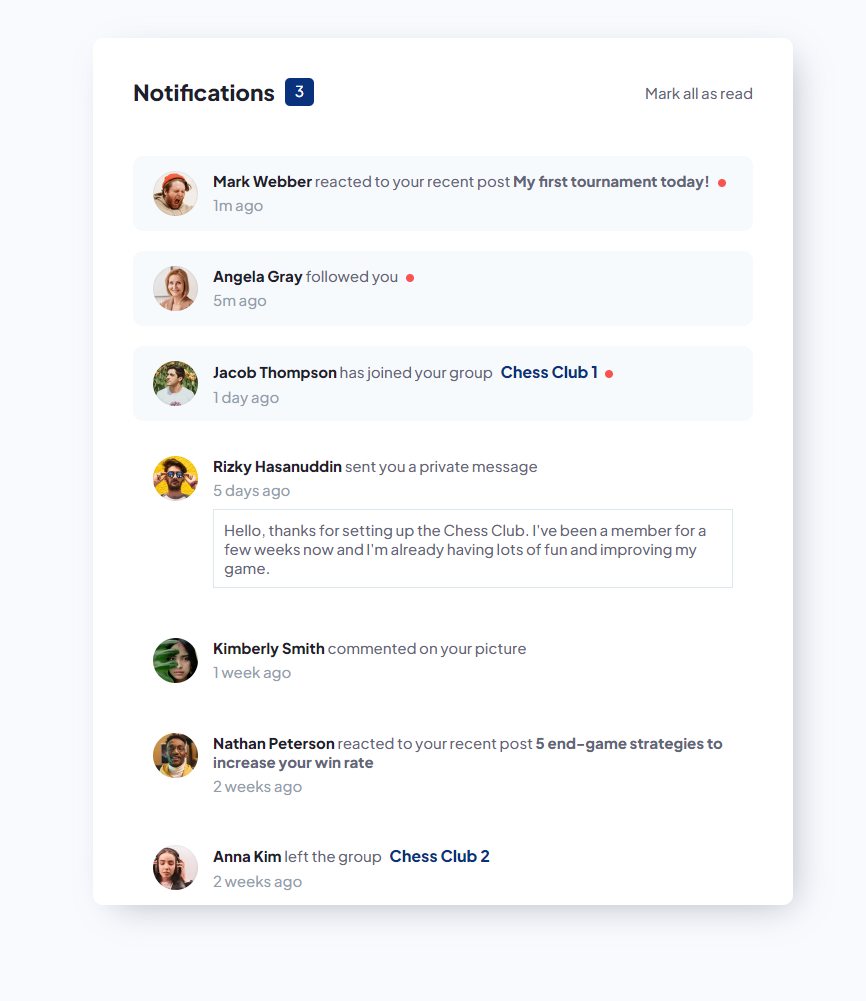 Notifications 3
Mark all as read
Mark Webber reacted to your recent post My first tournament today!
1m ago
Angela Gray followed you
5m ago
Jacob Thompson has joined your group Chess Club 1
1 day ago
Rizky Hasanuddin sent you a private message
5 days ago
Hello, thanks for setting up the Chess Club. I've been a member for a
few weeks now and I'm already having lots of fun and improving my
game.
Kimberly Smith commented on your picture
1 week ago
Nathan Peterson reacted to your recent post 5 end-game strategies to
increase your win rate
2 weeks ago
Anna Kim left the group Chess Club 2
2 weeks ago